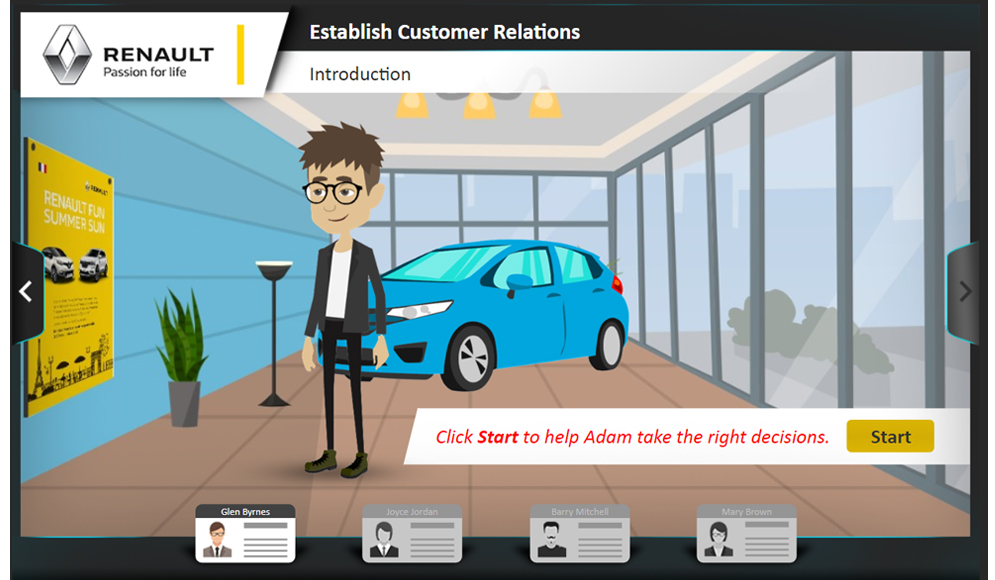 RENAULT
Passion for life
Establish Customer Relations
Introduction
RENAULT
RENAULT FUN
SUMMER SUN
Click Start to help Adam take the right decisions.
Start
Glen Byrnes
Joyce Jordan
Barry Mitchell
Mary Brown